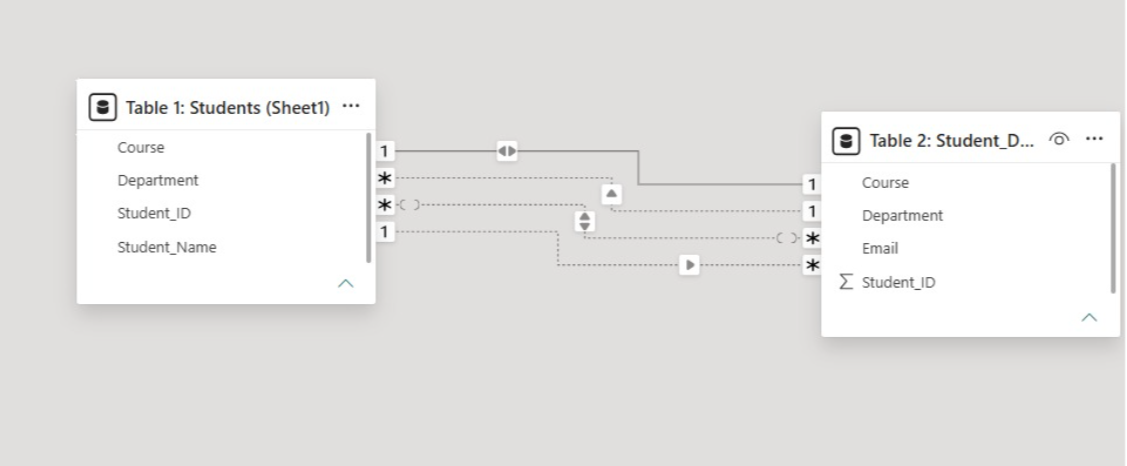 Table 1: Students (Sheet1) ...
Course
Department
Student_ID
Student_Name
1
*
*
1
Table 2: Student_D... ...
1
1
*
*
Course
Department
Email
Σ Student_ID